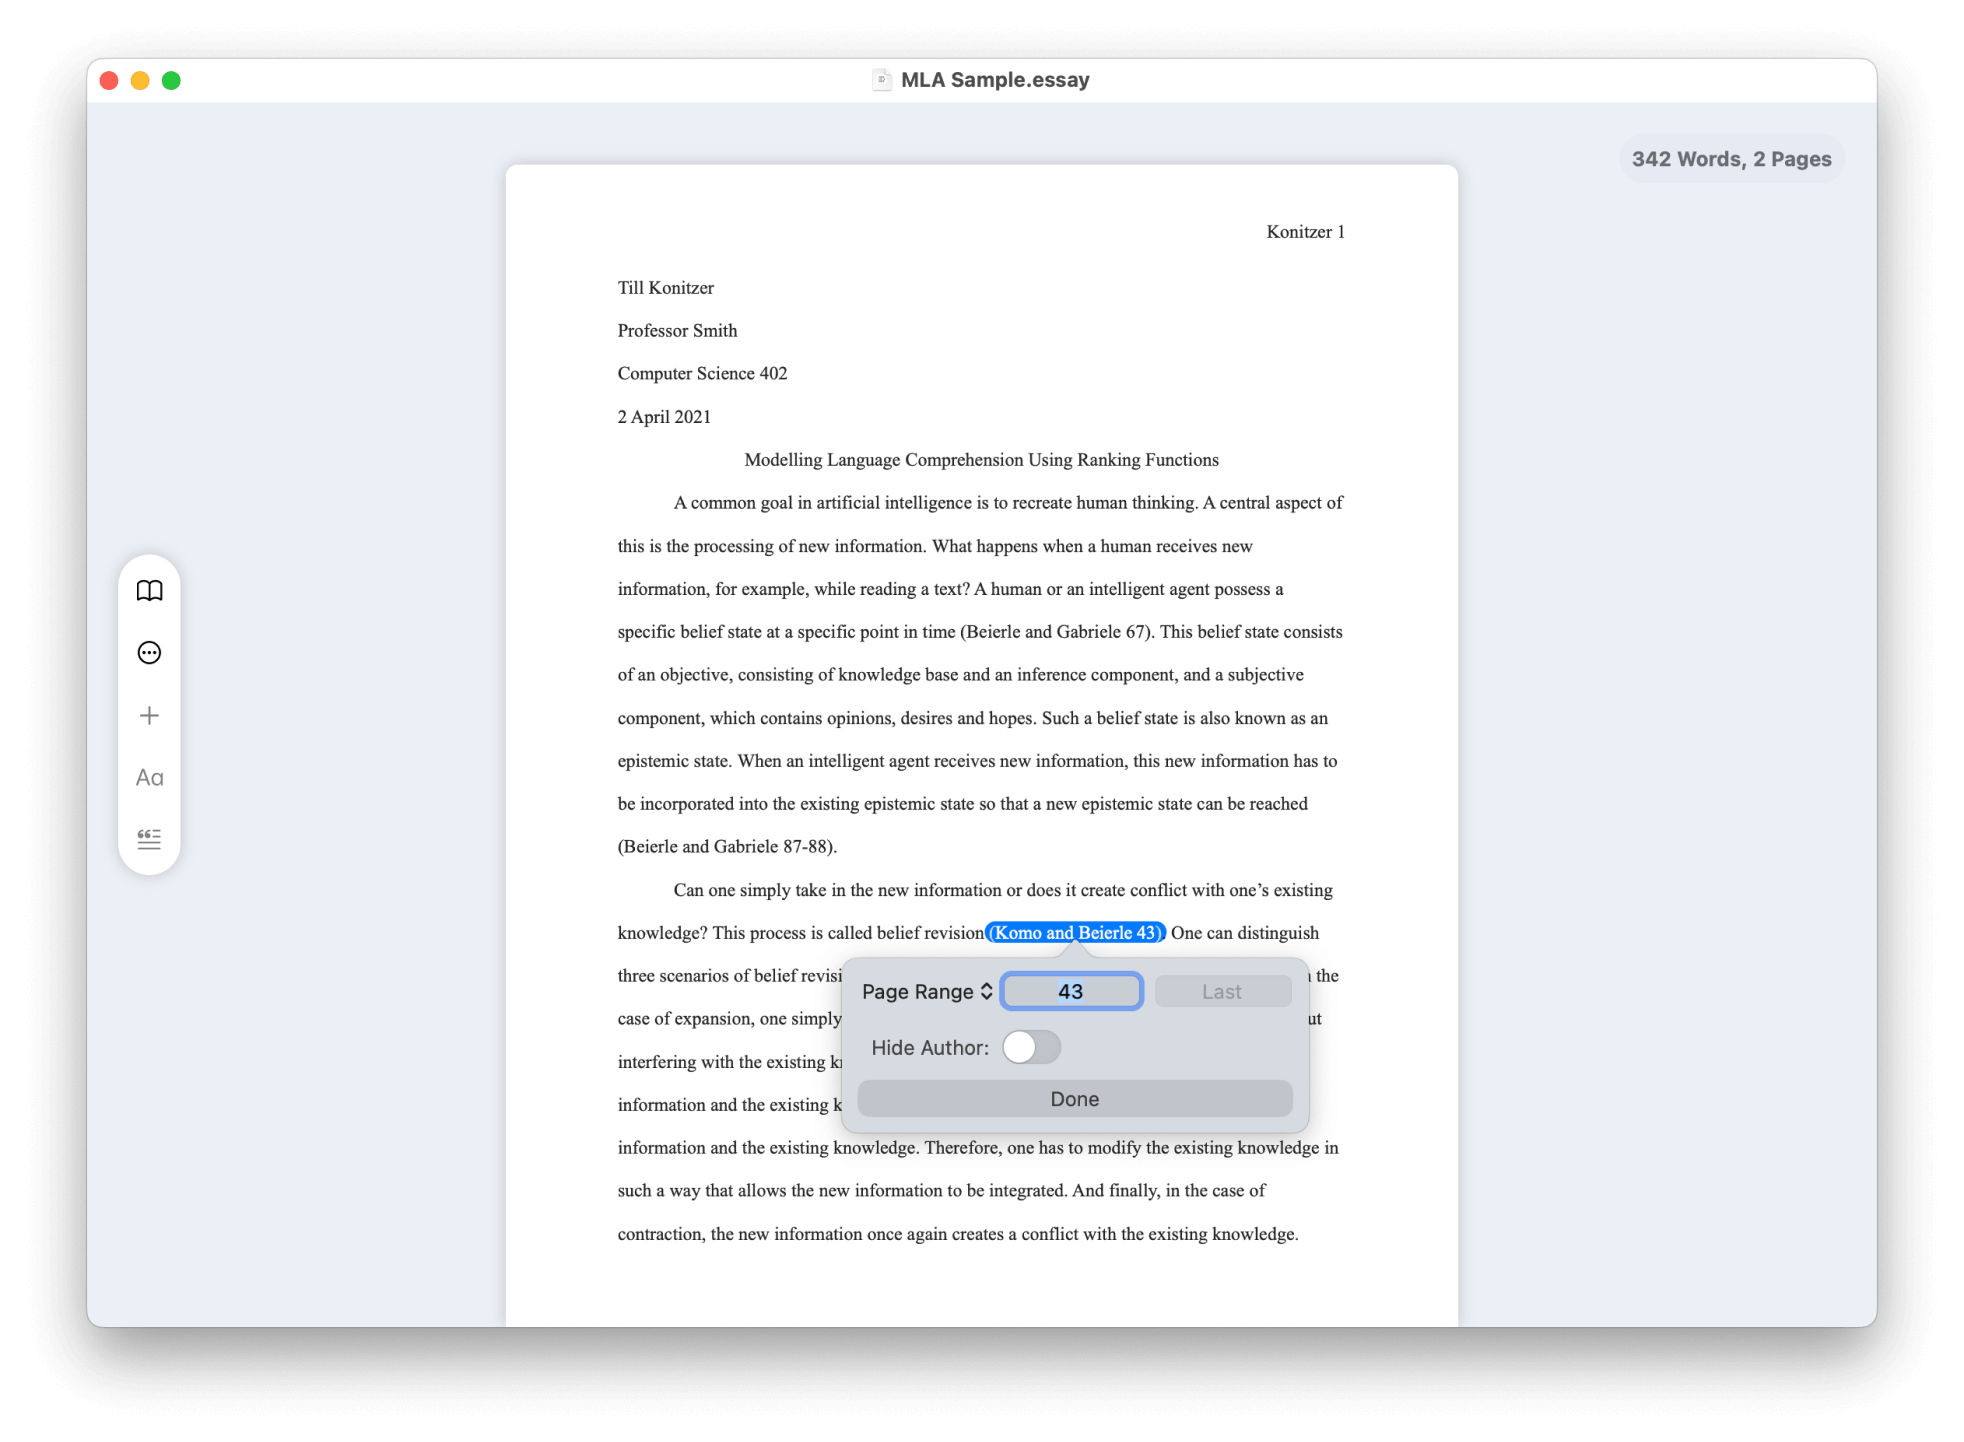 MLA Sample.essay
342 Words, 2 Pages
Konitzer 1
Till Konitzer
Professor Smith
Computer Science 402
2 April 2021
Modelling Language Comprehension Using Ranking Functions
A common goal in artificial intelligence is to recreate human thinking. A central aspect of
this is the processing of new information. What happens when a human receives new
information, for example, while reading a text? A human or an intelligent agent possess a
specific belief state at a specific point in time (Beierle and Gabriele 67). This belief state consists
of an objective, consisting of knowledge base and an inference component, and a subjective
component, which contains opinions, desires and hopes. Such a belief state is also known as an
epistemic state. When an intelligent agent receives new information, this new information has to
be incorporated into the existing epistemic state so that a new epistemic state can be reached
(Beierle and Gabriele 87-88).
Can one simply take in the new information or does it create conflict with one’s existing
knowledge? This process is called belief revision (Komo and Beierle 43) One can distinguish
three scenarios of belief revisi the
case of expansion, one simply ut
interfering with the existing k
information and the existing k
Page Range 43 Last
Hide Author:
Done
information and the existing knowledge. Therefore, one has to modify the existing knowledge in
such a way that allows the new information to be integrated. And finally, in the case of
contraction, the new information once again creates a conflict with the existing knowledge.
Aa